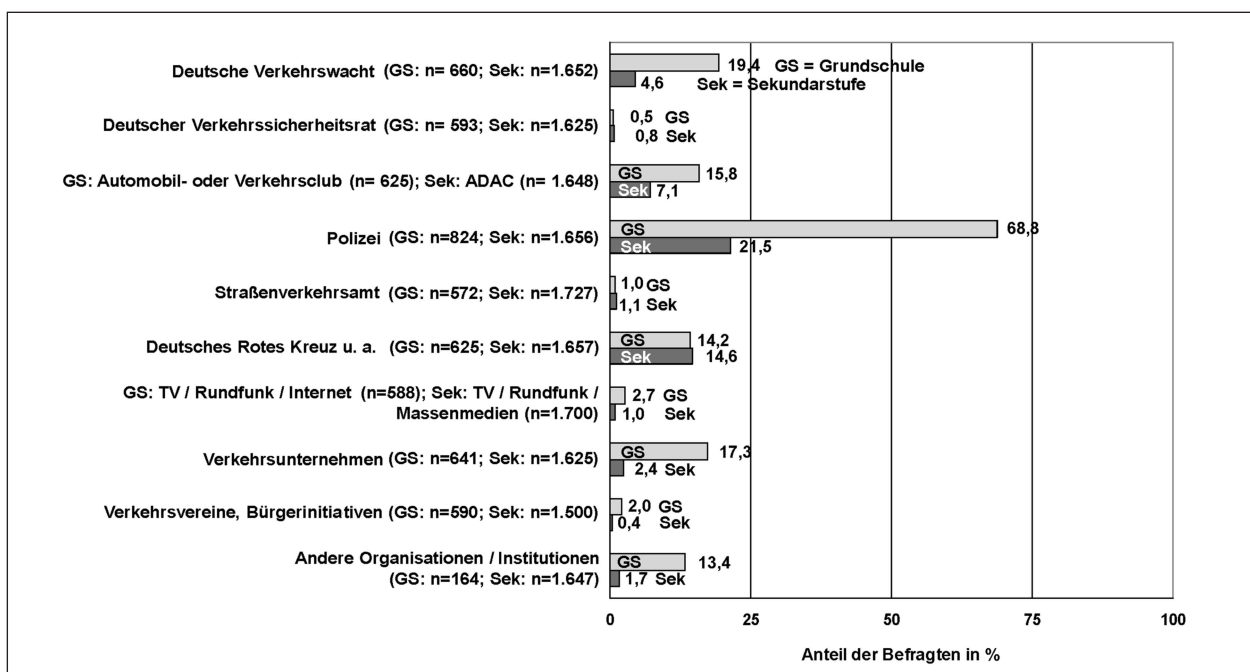 Deutsche Verkehrswacht (GS: n= 660; Sek: n=1.652)
19,4 GS = Grundschule
4,6 Sek = Sekundarstufe
Deutscher Verkehrssicherheitsrat (GS: n= 593; Sek: n=1.625)
0,5 GS
0,8 Sek
GS: Automobil- oder Verkehrsclub (n= 625); Sek: ADAC (n= 1.648)
GS 15,8
Sek 7,1
Polizei (GS: n=824; Sek: n=1.656)
GS 68,8
Sek 21,5
Straßenverkehrsamt (GS: n=572; Sek: n=1.727)
1,0 GS
1,1 Sek
Deutsches Rotes Kreuz u. a. (GS: n=625; Sek: n=1.657)
GS 14,2
Sek 14,6
GS: TV / Rundfunk / Internet (n=588); Sek: TV / Rundfunk /
Massenmedien (n=1.700)
2,7 GS
1,0 Sek
Verkehrsunternehmen (GS: n=641; Sek: n=1.625)
GS 17,3
2,4 Sek
Verkehrsvereine, Bürgerinitiativen (GS: n=590; Sek: n=1.500)
2,0 GS
0,4 Sek
Andere Organisationen / Institutionen
(GS: n=164; Sek: n=1.647)
GS 13,4
1,7 Sek
0 25 50 75 100
Anteil der Befragten in %